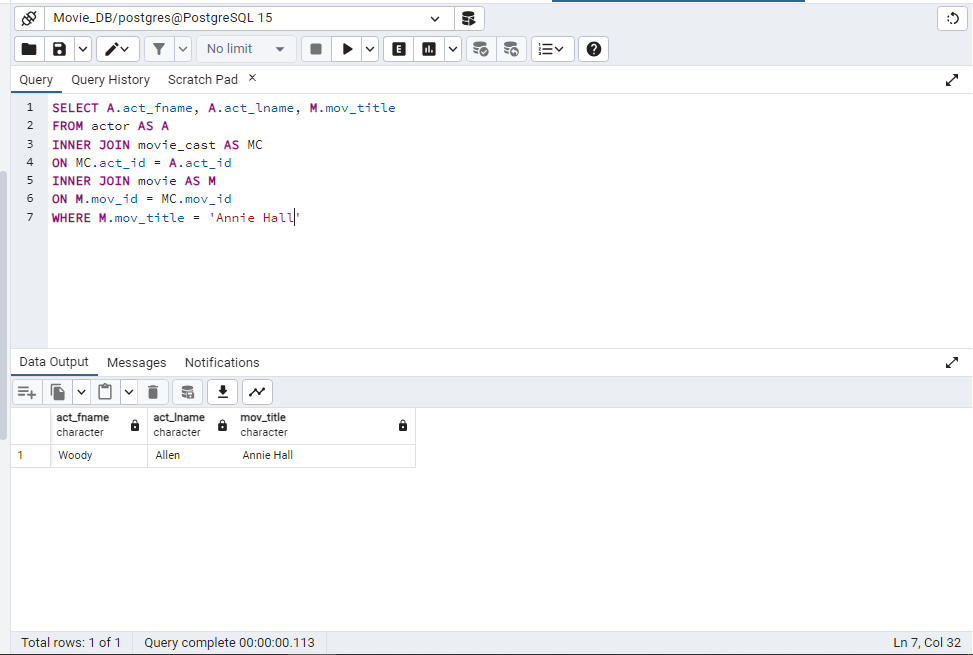 Movie_DB/postgres@PostgreSQL 15
No limit
E
Query Query History Scratch Pad ×
1 SELECT A.act_fname, A.act_lname, M.mov_title
2 FROM actor AS A
3 INNER JOIN movie_cast AS MC
4 ON MC.act_id = A.act_id
5 INNER JOIN movie AS M
6 ON M.mov_id = MC.mov_id
7 WHERE M.mov_title = 'Annie Hall'
Data Output Messages Notifications
act_fname act_lname mov_title
character character character
1 Woody Allen Annie Hall
Total rows: 1 of 1 Query complete 00:00:00.113 Ln 7, Col 32